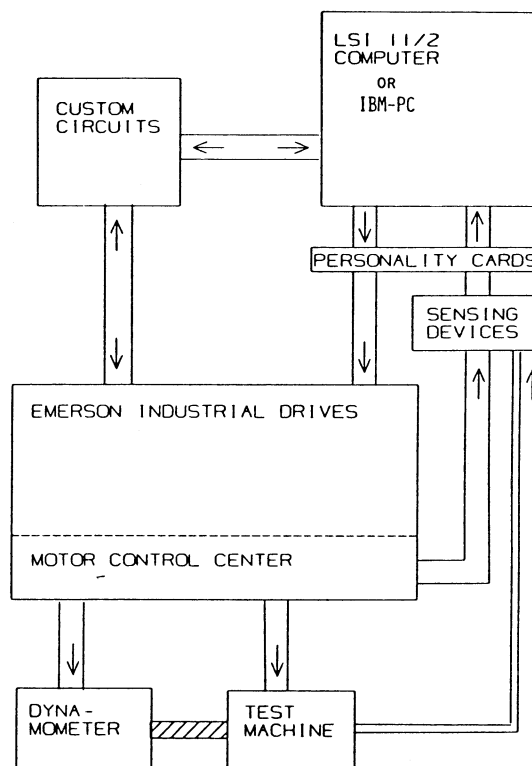 LSI 11/2
COMPUTER
OR
IBM-PC
CUSTOM
CIRCUITS
PERSONALITY CARDS
SENSING
DEVICES
EMERSON INDUSTRIAL DRIVES
MOTOR CONTROL CENTER
DYNA-
MOMETER
TEST
MACHINE